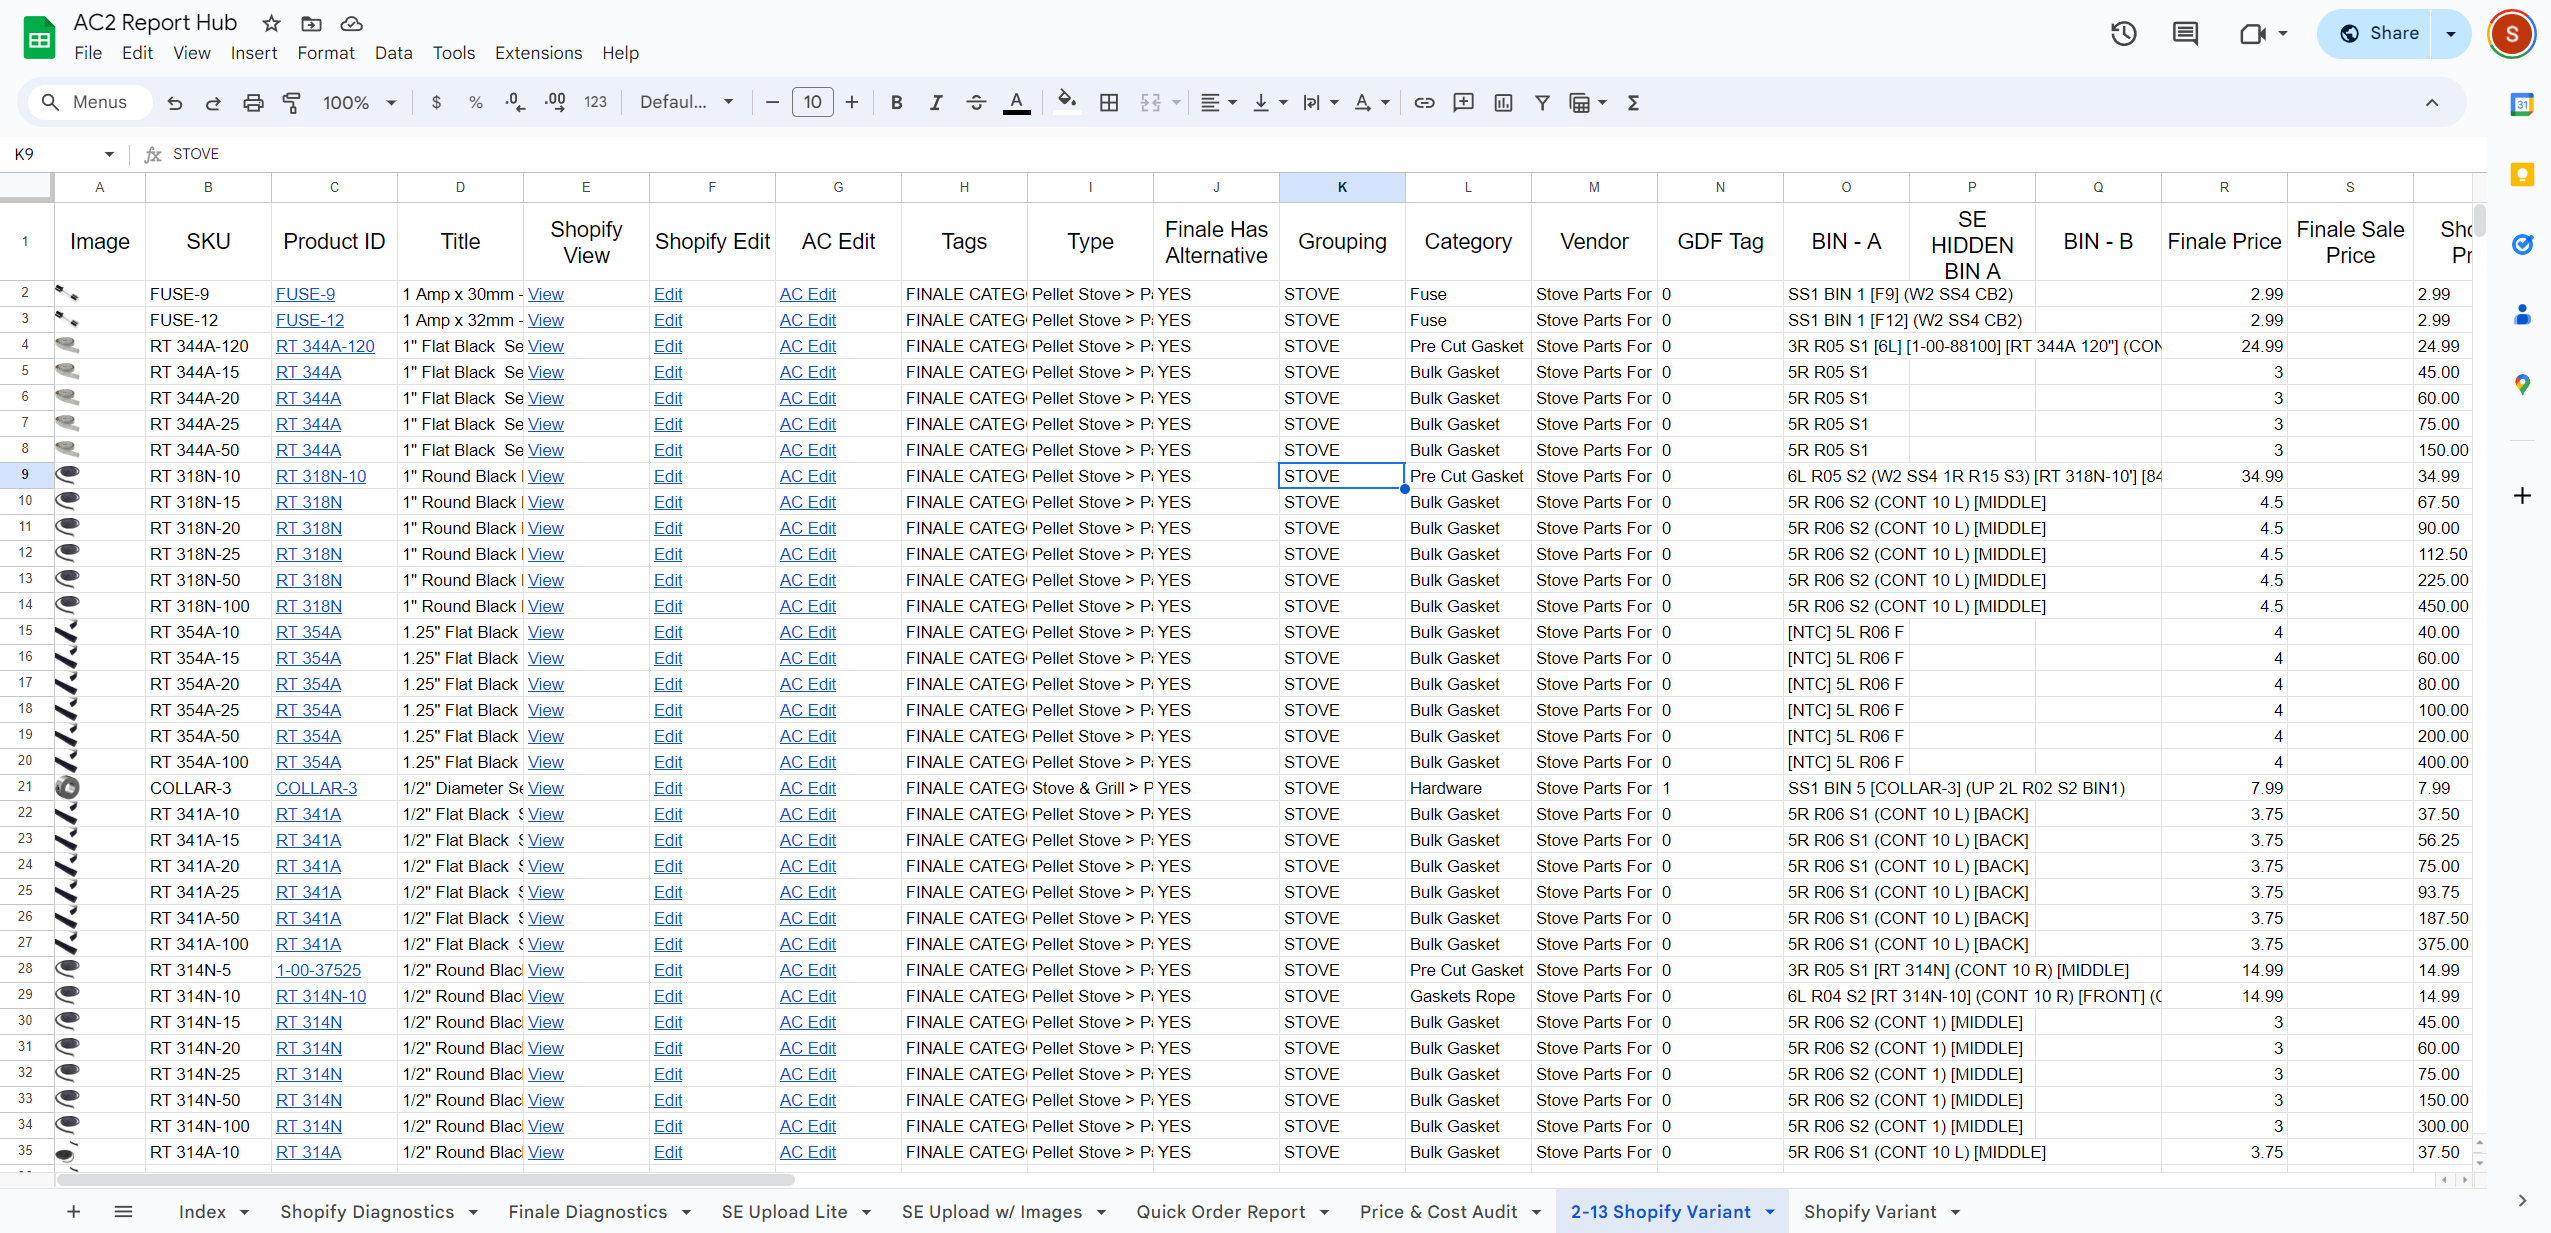 AC2 Report Hub
File Edit View Insert Format Data Tools Extensions Help
Share
S
Menus 100% $ % .0 .00 123 Defaul... 10 B I A
K9 STOVE
A B C D E F G H I J K L M N O P Q R S
1 Image SKU Product ID Title Shopify View Shopify Edit AC Edit Tags Type Finale Has Alternative Grouping Category Vendor GDF Tag BIN - A SE HIDDEN BIN A BIN - B Finale Price Finale Sale Price
2 FUSE-9 FUSE-9 1 Amp x 30mm - View Edit AC Edit FINALE CATEG Pellet Stove > P YES STOVE Fuse Stove Parts For 0 SS1 BIN 1 [F9] (W2 SS4 CB2) 2.99 2.99
3 FUSE-12 FUSE-12 1 Amp x 32mm - View Edit AC Edit FINALE CATEG Pellet Stove > P YES STOVE Fuse Stove Parts For 0 SS1 BIN 1 [F12] (W2 SS4 CB2) 2.99 2.99
4 RT 344A-120 RT 344A-120 1" Flat Black Se View Edit AC Edit FINALE CATEG Pellet Stove > P YES STOVE Pre Cut Gasket Stove Parts For 0 3R R05 S1 [6L] [1-00-88100] [RT 344A 120"] (CON 24.99 24.99
5 RT 344A-15 RT 344A 1" Flat Black Se View Edit AC Edit FINALE CATEG Pellet Stove > P YES STOVE Bulk Gasket Stove Parts For 0 5R R05 S1 3 45.00
6 RT 344A-20 RT 344A 1" Flat Black Se View Edit AC Edit FINALE CATEG Pellet Stove > P YES STOVE Bulk Gasket Stove Parts For 0 5R R05 S1 3 60.00
7 RT 344A-25 RT 344A 1" Flat Black Se View Edit AC Edit FINALE CATEG Pellet Stove > P YES STOVE Bulk Gasket Stove Parts For 0 5R R05 S1 3 75.00
8 RT 344A-50 RT 344A 1" Flat Black Se View Edit AC Edit FINALE CATEG Pellet Stove > P YES STOVE Bulk Gasket Stove Parts For 0 5R R05 S1 3 150.00
9 RT 318N-10 RT 318N-10 1" Round Black View Edit AC Edit FINALE CATEG Pellet Stove > P YES STOVE Pre Cut Gasket Stove Parts For 0 6L R05 S2 (W2 SS4 1R R15 S3) [RT 318N-10'] [84 34.99 34.99
10 RT 318N-15 RT 318N 1" Round Black View Edit AC Edit FINALE CATEG Pellet Stove > P YES STOVE Bulk Gasket Stove Parts For 0 5R R06 S2 (CONT 10 L) [MIDDLE] 4.5 67.50
11 RT 318N-20 RT 318N 1" Round Black View Edit AC Edit FINALE CATEG Pellet Stove > P YES STOVE Bulk Gasket Stove Parts For 0 5R R06 S2 (CONT 10 L) [MIDDLE] 4.5 90.00
12 RT 318N-25 RT 318N 1" Round Black View Edit AC Edit FINALE CATEG Pellet Stove > P YES STOVE Bulk Gasket Stove Parts For 0 5R R06 S2 (CONT 10 L) [MIDDLE] 4.5 112.50
13 RT 318N-50 RT 318N 1" Round Black View Edit AC Edit FINALE CATEG Pellet Stove > P YES STOVE Bulk Gasket Stove Parts For 0 5R R06 S2 (CONT 10 L) [MIDDLE] 4.5 225.00
14 RT 318N-100 RT 318N 1" Round Black View Edit AC Edit FINALE CATEG Pellet Stove > P YES STOVE Bulk Gasket Stove Parts For 0 5R R06 S2 (CONT 10 L) [MIDDLE] 4.5 450.00
15 RT 354A-10 RT 354A 1.25" Flat Black View Edit AC Edit FINALE CATEG Pellet Stove > P YES STOVE Bulk Gasket Stove Parts For 0 [NTC] 5L R06 F 4 40.00
16 RT 354A-15 RT 354A 1.25" Flat Black View Edit AC Edit FINALE CATEG Pellet Stove > P YES STOVE Bulk Gasket Stove Parts For 0 [NTC] 5L R06 F 4 60.00
17 RT 354A-20 RT 354A 1.25" Flat Black View Edit AC Edit FINALE CATEG Pellet Stove > P YES STOVE Bulk Gasket Stove Parts For 0 [NTC] 5L R06 F 4 80.00
18 RT 354A-25 RT 354A 1.25" Flat Black View Edit AC Edit FINALE CATEG Pellet Stove > P YES STOVE Bulk Gasket Stove Parts For 0 [NTC] 5L R06 F 4 100.00
19 RT 354A-50 RT 354A 1.25" Flat Black View Edit AC Edit FINALE CATEG Pellet Stove > P YES STOVE Bulk Gasket Stove Parts For 0 [NTC] 5L R06 F 4 200.00
20 RT 354A-100 RT 354A 1.25" Flat Black View Edit AC Edit FINALE CATEG Pellet Stove > P YES STOVE Bulk Gasket Stove Parts For 0 [NTC] 5L R06 F 4 400.00
21 COLLAR-3 COLLAR-3 1/2" Diameter Se View Edit AC Edit FINALE CATEG Stove & Grill > P YES STOVE Hardware Stove Parts For 1 SS1 BIN 5 [COLLAR-3] (UP 2L R02 S2 BIN1) 7.99 7.99
22 RT 341A-10 RT 341A 1/2" Flat Black S View Edit AC Edit FINALE CATEG Pellet Stove > P YES STOVE Bulk Gasket Stove Parts For 0 5R R06 S1 (CONT 10 L) [BACK] 3.75 37.50
23 RT 341A-15 RT 341A 1/2" Flat Black S View Edit AC Edit FINALE CATEG Pellet Stove > P YES STOVE Bulk Gasket Stove Parts For 0 5R R06 S1 (CONT 10 L) [BACK] 3.75 56.25
24 RT 341A-20 RT 341A 1/2" Flat Black S View Edit AC Edit FINALE CATEG Pellet Stove > P YES STOVE Bulk Gasket Stove Parts For 0 5R R06 S1 (CONT 10 L) [BACK] 3.75 75.00
25 RT 341A-25 RT 341A 1/2" Flat Black S View Edit AC Edit FINALE CATEG Pellet Stove > P YES STOVE Bulk Gasket Stove Parts For 0 5R R06 S1 (CONT 10 L) [BACK] 3.75 93.75
26 RT 341A-50 RT 341A 1/2" Flat Black S View Edit AC Edit FINALE CATEG Pellet Stove > P YES STOVE Bulk Gasket Stove Parts For 0 5R R06 S1 (CONT 10 L) [BACK] 3.75 187.50
27 RT 341A-100 RT 341A 1/2" Flat Black S View Edit AC Edit FINALE CATEG Pellet Stove > P YES STOVE Bulk Gasket Stove Parts For 0 5R R06 S1 (CONT 10 L) [BACK] 3.75 375.00
28 RT 314N-5 1-00-37525 1/2" Round Blac View Edit AC Edit FINALE CATEG Pellet Stove > P YES STOVE Pre Cut Gasket Stove Parts For 0 3R R05 S1 [RT 314N] (CONT 10 R) [MIDDLE] 14.99 14.99
29 RT 314N-10 RT 314N-10 1/2" Round Blac View Edit AC Edit FINALE CATEG Pellet Stove > P YES STOVE Gaskets Rope Stove Parts For 0 6L R04 S2 [RT 314N-10] (CONT 10 R) [FRONT] (C 14.99 14.99
30 RT 314N-15 RT 314N 1/2" Round Blac View Edit AC Edit FINALE CATEG Pellet Stove > P YES STOVE Bulk Gasket Stove Parts For 0 5R R06 S2 (CONT 1) [MIDDLE] 3 45.00
31 RT 314N-20 RT 314N 1/2" Round Blac View Edit AC Edit FINALE CATEG Pellet Stove > P YES STOVE Bulk Gasket Stove Parts For 0 5R R06 S2 (CONT 1) [MIDDLE] 3 60.00
32 RT 314N-25 RT 314N 1/2" Round Blac View Edit AC Edit FINALE CATEG Pellet Stove > P YES STOVE Bulk Gasket Stove Parts For 0 5R R06 S2 (CONT 1) [MIDDLE] 3 75.00
33 RT 314N-50 RT 314N 1/2" Round Blac View Edit AC Edit FINALE CATEG Pellet Stove > P YES STOVE Bulk Gasket Stove Parts For 0 5R R06 S2 (CONT 1) [MIDDLE] 3 150.00
34 RT 314N-100 RT 314N 1/2" Round Blac View Edit AC Edit FINALE CATEG Pellet Stove > P YES STOVE Bulk Gasket Stove Parts For 0 5R R06 S2 (CONT 1) [MIDDLE] 3 300.00
35 RT 314A-10 RT 314A 1/2" Round Blac View Edit AC Edit FINALE CATEG Pellet Stove > P YES STOVE Bulk Gasket Stove Parts For 0 5R R06 S1 (CONT 10 L) [MIDDLE] 3.75 37.50
Index Shopify Diagnostics Finale Diagnostics SE Upload Lite SE Upload w/ Images Quick Order Report Price & Cost Audit 2-13 Shopify Variant Shopify Variant